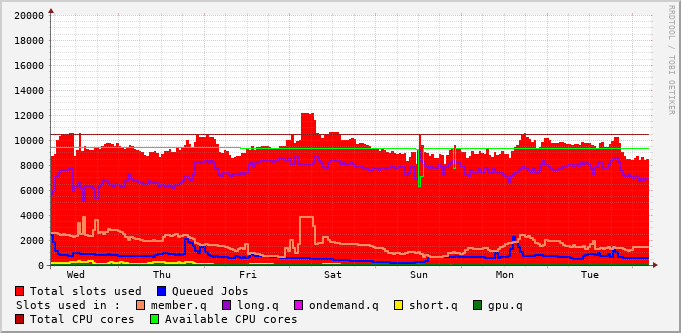 RRDTOOL / TOBI OETIKER
20000
18000
16000
14000
12000
10000
8000
6000
4000
2000
0
Wed Thu Fri Sat Sun Mon Tue
Total slots used Queued Jobs
Slots used in : member.q long.q ondemand.q short.q gpu.q
Total CPU cores Available CPU cores